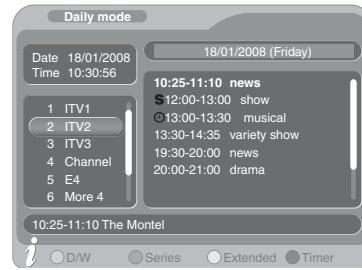 Daily mode
Date 18/01/2008
Time 10:30:56
18/01/2008 (Friday)
1 ITV1
2 ITV2
3 ITV3
4 Channel
5 E4
6 More 4
10:25-11:10 news
S12:00-13:00 show
13:00-13:30 musical
13:30-14:35 variety show
19:30-20:00 news
20:00-21:00 drama
10:25-11:10 The Montel
i D/W Series Extended Timer